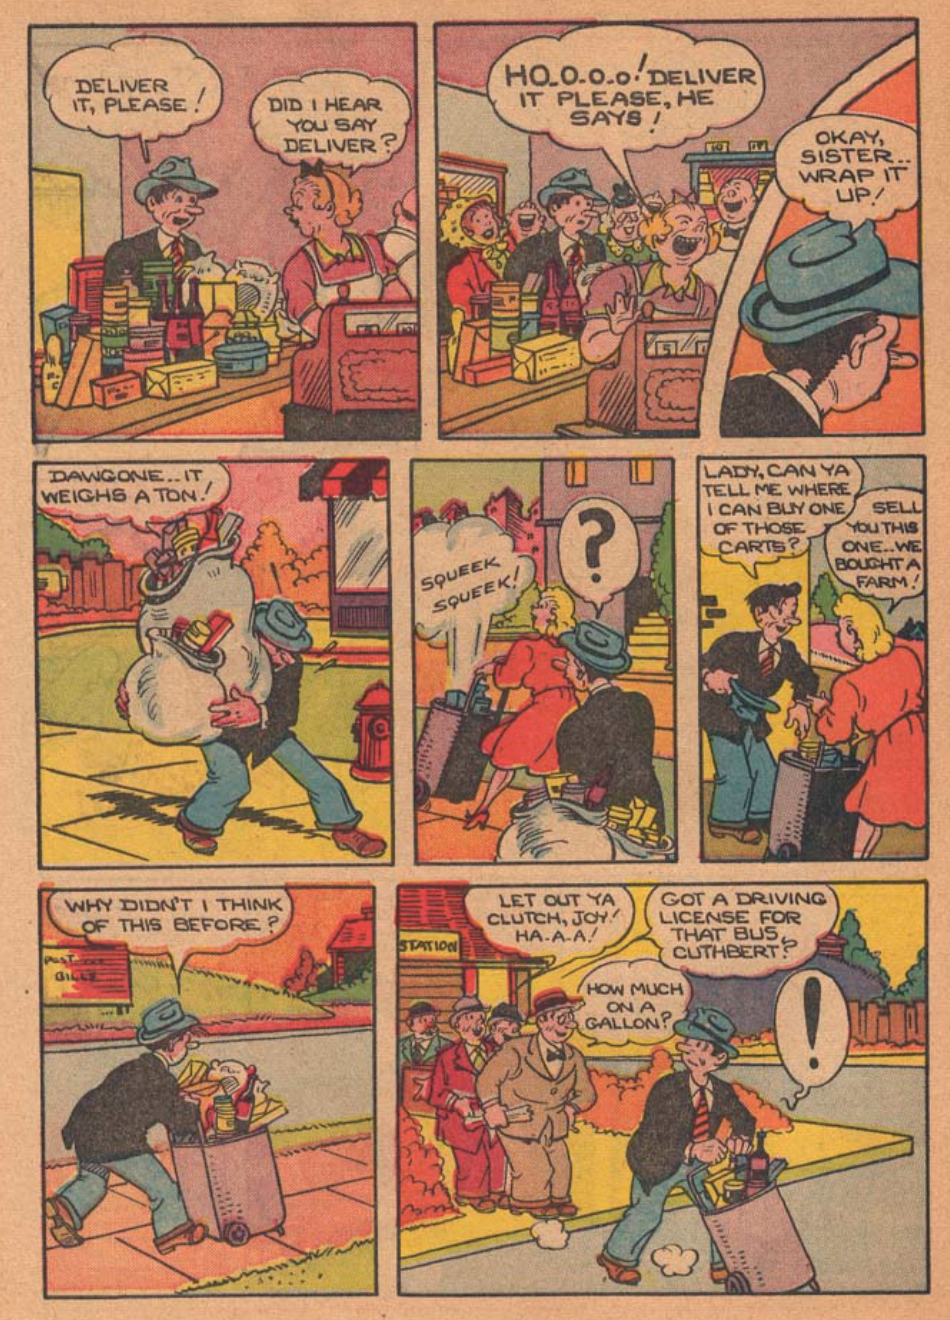 DELIVER
IT, PLEASE!
DID I HEAR
YOU SAY
DELIVER?
HO-O-O-O! DELIVER
IT PLEASE, HE
SAYS!
OKAY,
SISTER..
WRAP IT
UP!
DAWGONE..IT
WEIGHS A TON!
SQUEEK
SQUEEK!
?
LADY, CAN YA
TELL ME WHERE
I CAN BUY ONE
OF THOSE
CARTS?
SELL
YOU THIS
ONE..WE
BOUGHT A
FARM!
WHY DIDN'T I THINK
OF THIS BEFORE?
POST
BILLS
LET OUT YA
CLUTCH, JOY!
HA-A-A!
GOT A DRIVING
LICENSE FOR
THAT BUS,
CUTHBERT?
STATION
HOW MUCH
ON A
GALLON?
!